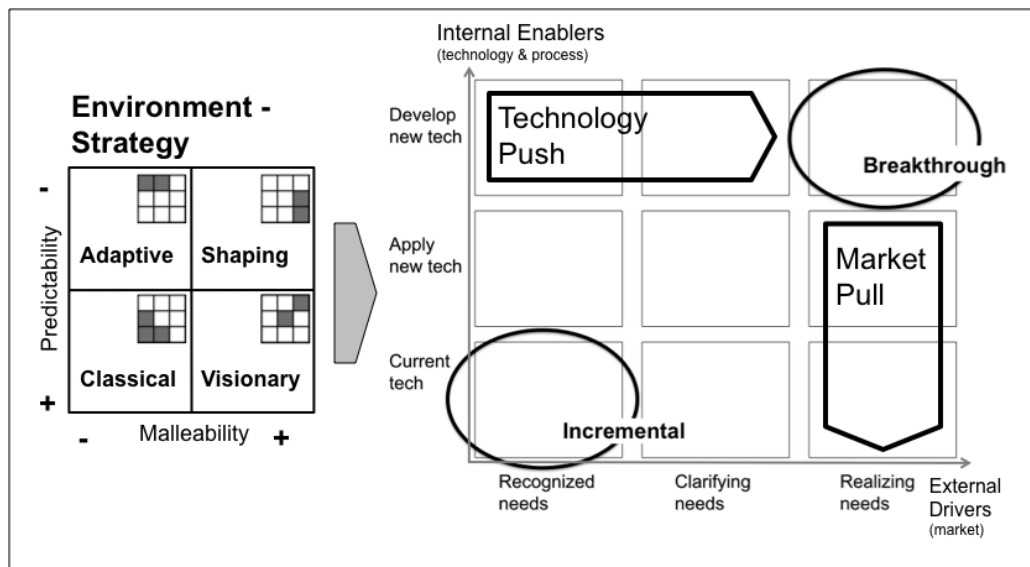 Environment -
Strategy
-
Predictability
+
Adaptive
Shaping
Classical
Visionary
-
Malleability
+
Internal Enablers
(technology & process)
Develop
new tech
Technology
Push
Breakthrough
Apply
new tech
Market
Pull
Current
tech
Incremental
Recognized
needs
Clarifying
needs
Realizing
needs
External
Drivers
(market)